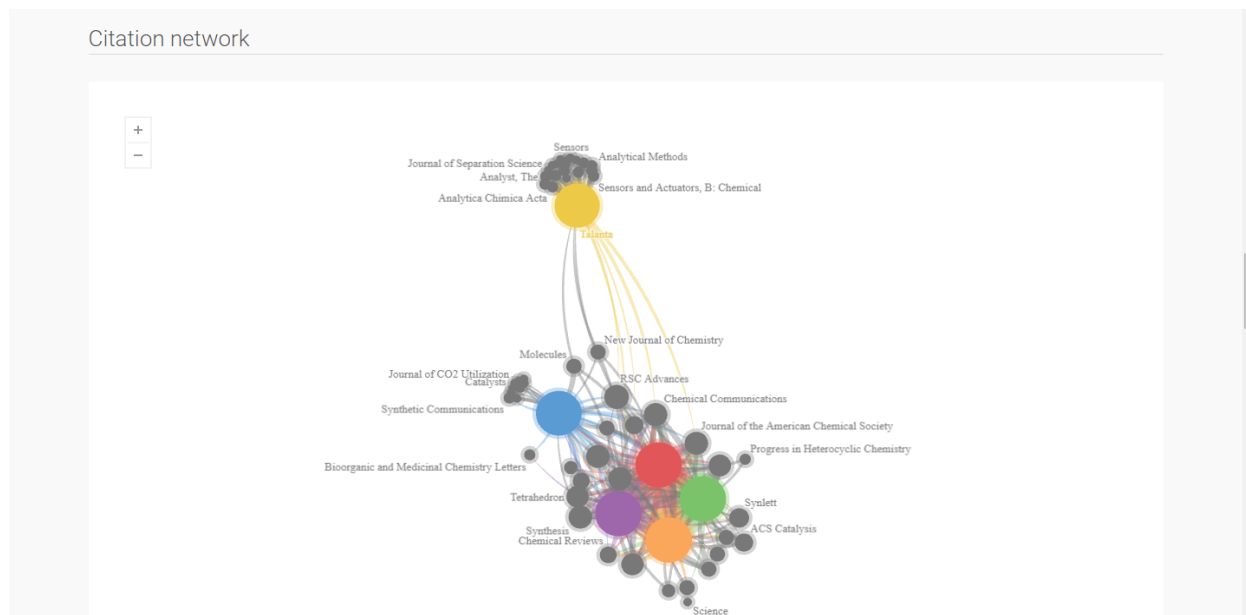 Citation network
+
−
Sensors
Analytical Methods
Journal of Separation Science
Analyst, The
Sensors and Actuators, B: Chemical
Analytica Chimica Acta
Talanta
New Journal of Chemistry
Molecules
Journal of CO2 Utilization
RSC Advances
Catalysts
Chemical Communications
Synthetic Communications
Journal of the American Chemical Society
Progress in Heterocyclic Chemistry
Bioorganic and Medicinal Chemistry Letters
Tetrahedron
Synlett
ACS Catalysis
Synthesis
Chemical Reviews
Science